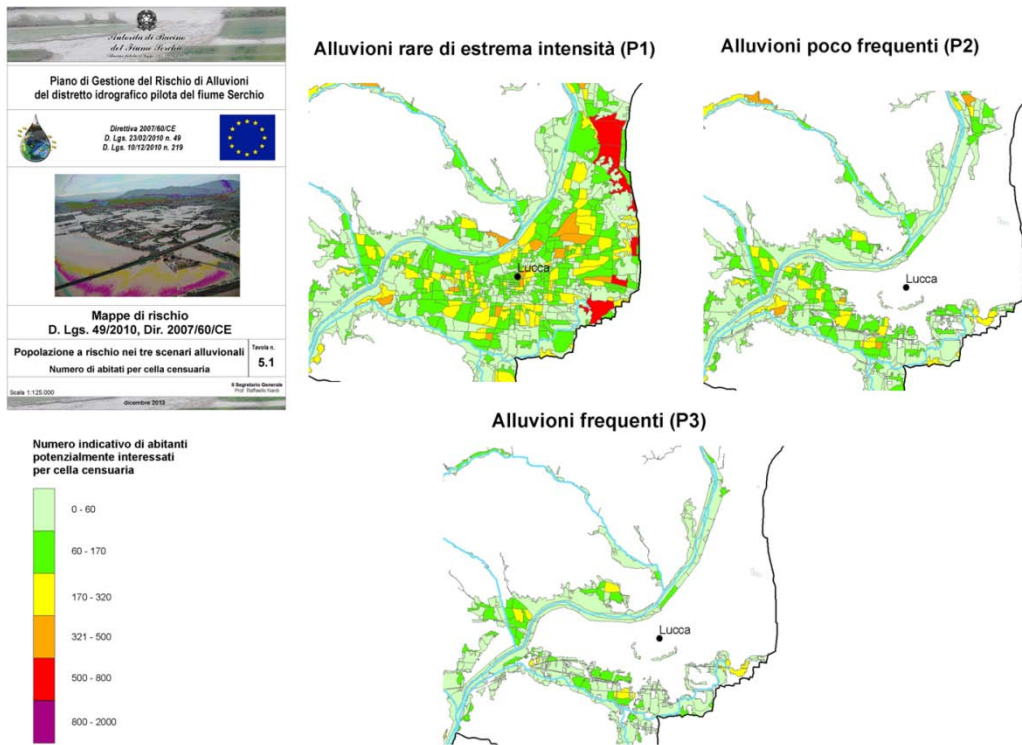 Autorità di Bacino
del Fiume Serchio
Piano di Gestione del Rischio di Alluvioni
del distretto idrografico pilota del fiume Serchio
Direttiva 2007/60/CE
D. Lgs. 23/02/2010 n. 49
D. Lgs. 10/12/2010 n. 219
Mappe di rischio
D. Lgs. 49/2010, Dir. 2007/60/CE
Popolazione a rischio nei tre scenari alluvionali
Numero di abitati per cella censuaria
Tavola n.
5.1
Il Segretario Generale
Prof. Raffaello Nardi
Scala 1:125.000
dicembre 2013
Alluvioni rare di estrema intensità (P1)
Lucca
Alluvioni poco frequenti (P2)
Lucca
Numero indicativo di abitanti
potenzialmente interessati
per cella censuaria
0 - 60
60 - 170
170 - 320
321 - 500
500 - 800
800 - 2000
Alluvioni frequenti (P3)
Lucca